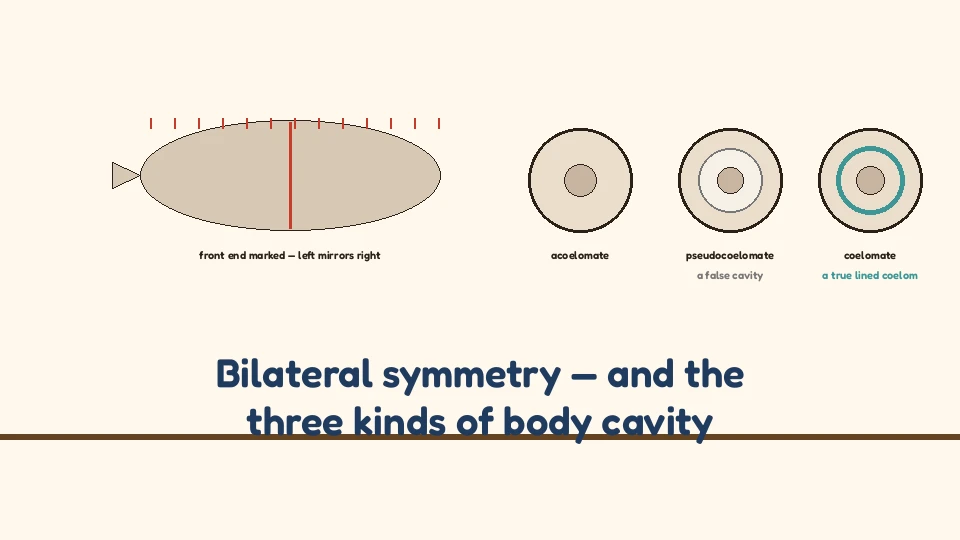 front end marked — left mirrors right
acoelomate
pseudocoelomate
coelomate
a false cavity
a true lined coelom
Bilateral symmetry — and the
three kinds of body cavity